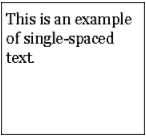 This is an example
of single-spaced
text.